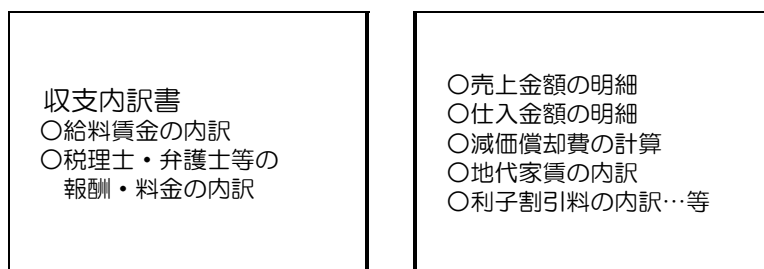 収支内訳書
○給料賃金の内訳
○税理士・弁護士等の
報酬・料金の内訳
○売上金額の明細
○仕入金額の明細
○減価償却費の計算
○地代家賃の内訳
○利子割引料の内訳…等